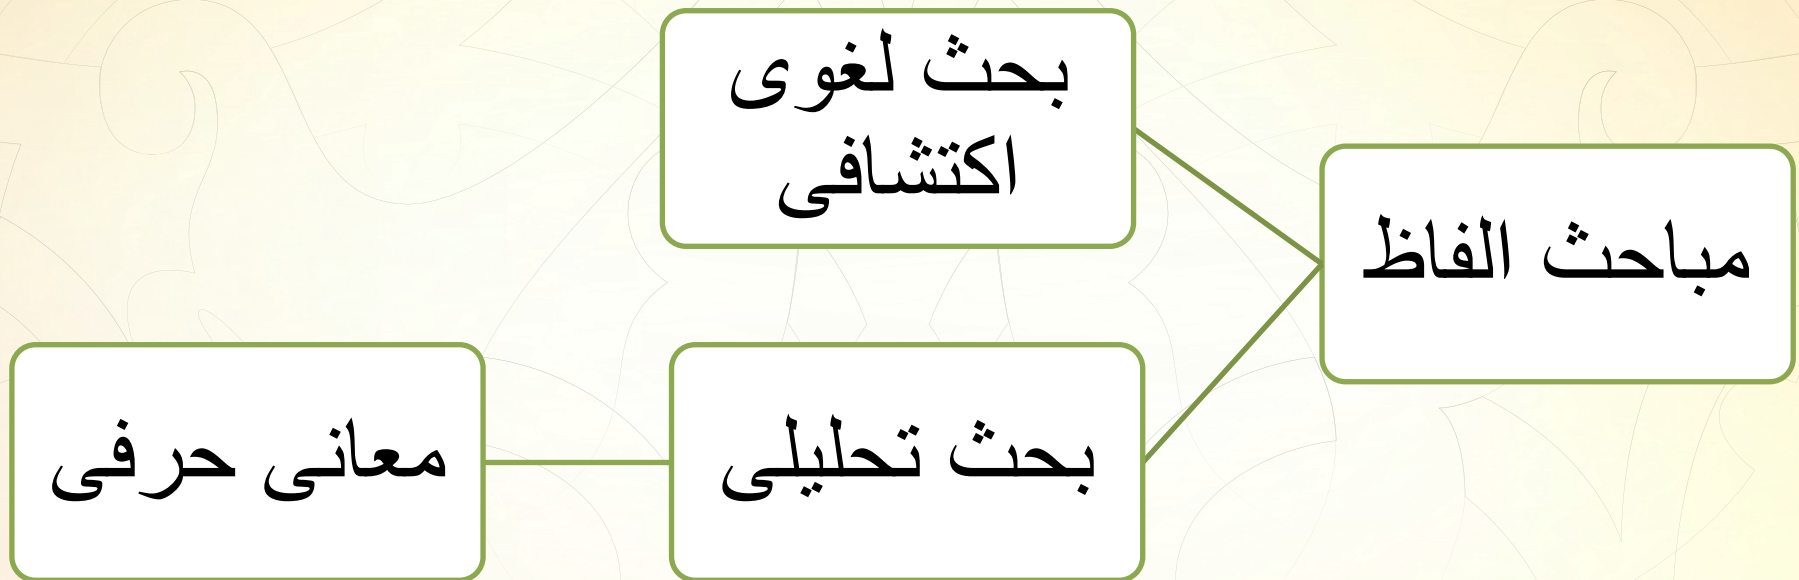 مباحث الفاظ
بحث لغوی
اکتشافی
بحث تحلیلی
معانی حرفی